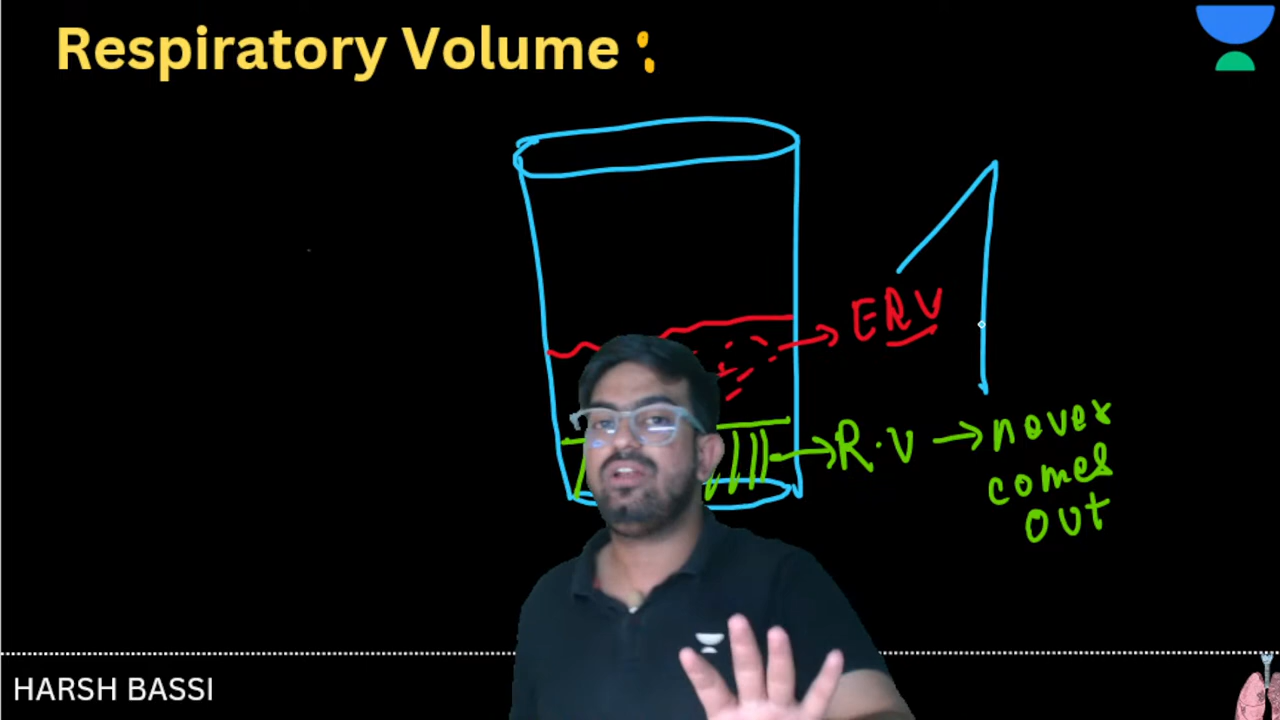 Respiratory Volume :
ERV
R.V → never
comes
out
HARSH BASSI